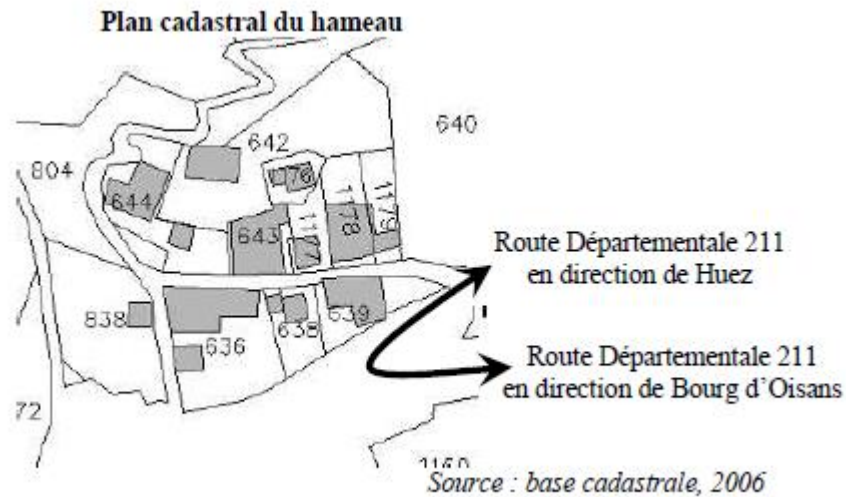 Plan cadastral du hameau
640
642
804
76
644
1178
1179
643
1177
Route Départementale 211
en direction de Huez
838
638
639
636
Route Départementale 211
en direction de Bourg d’Oisans
72
Source : base cadastrale, 2006